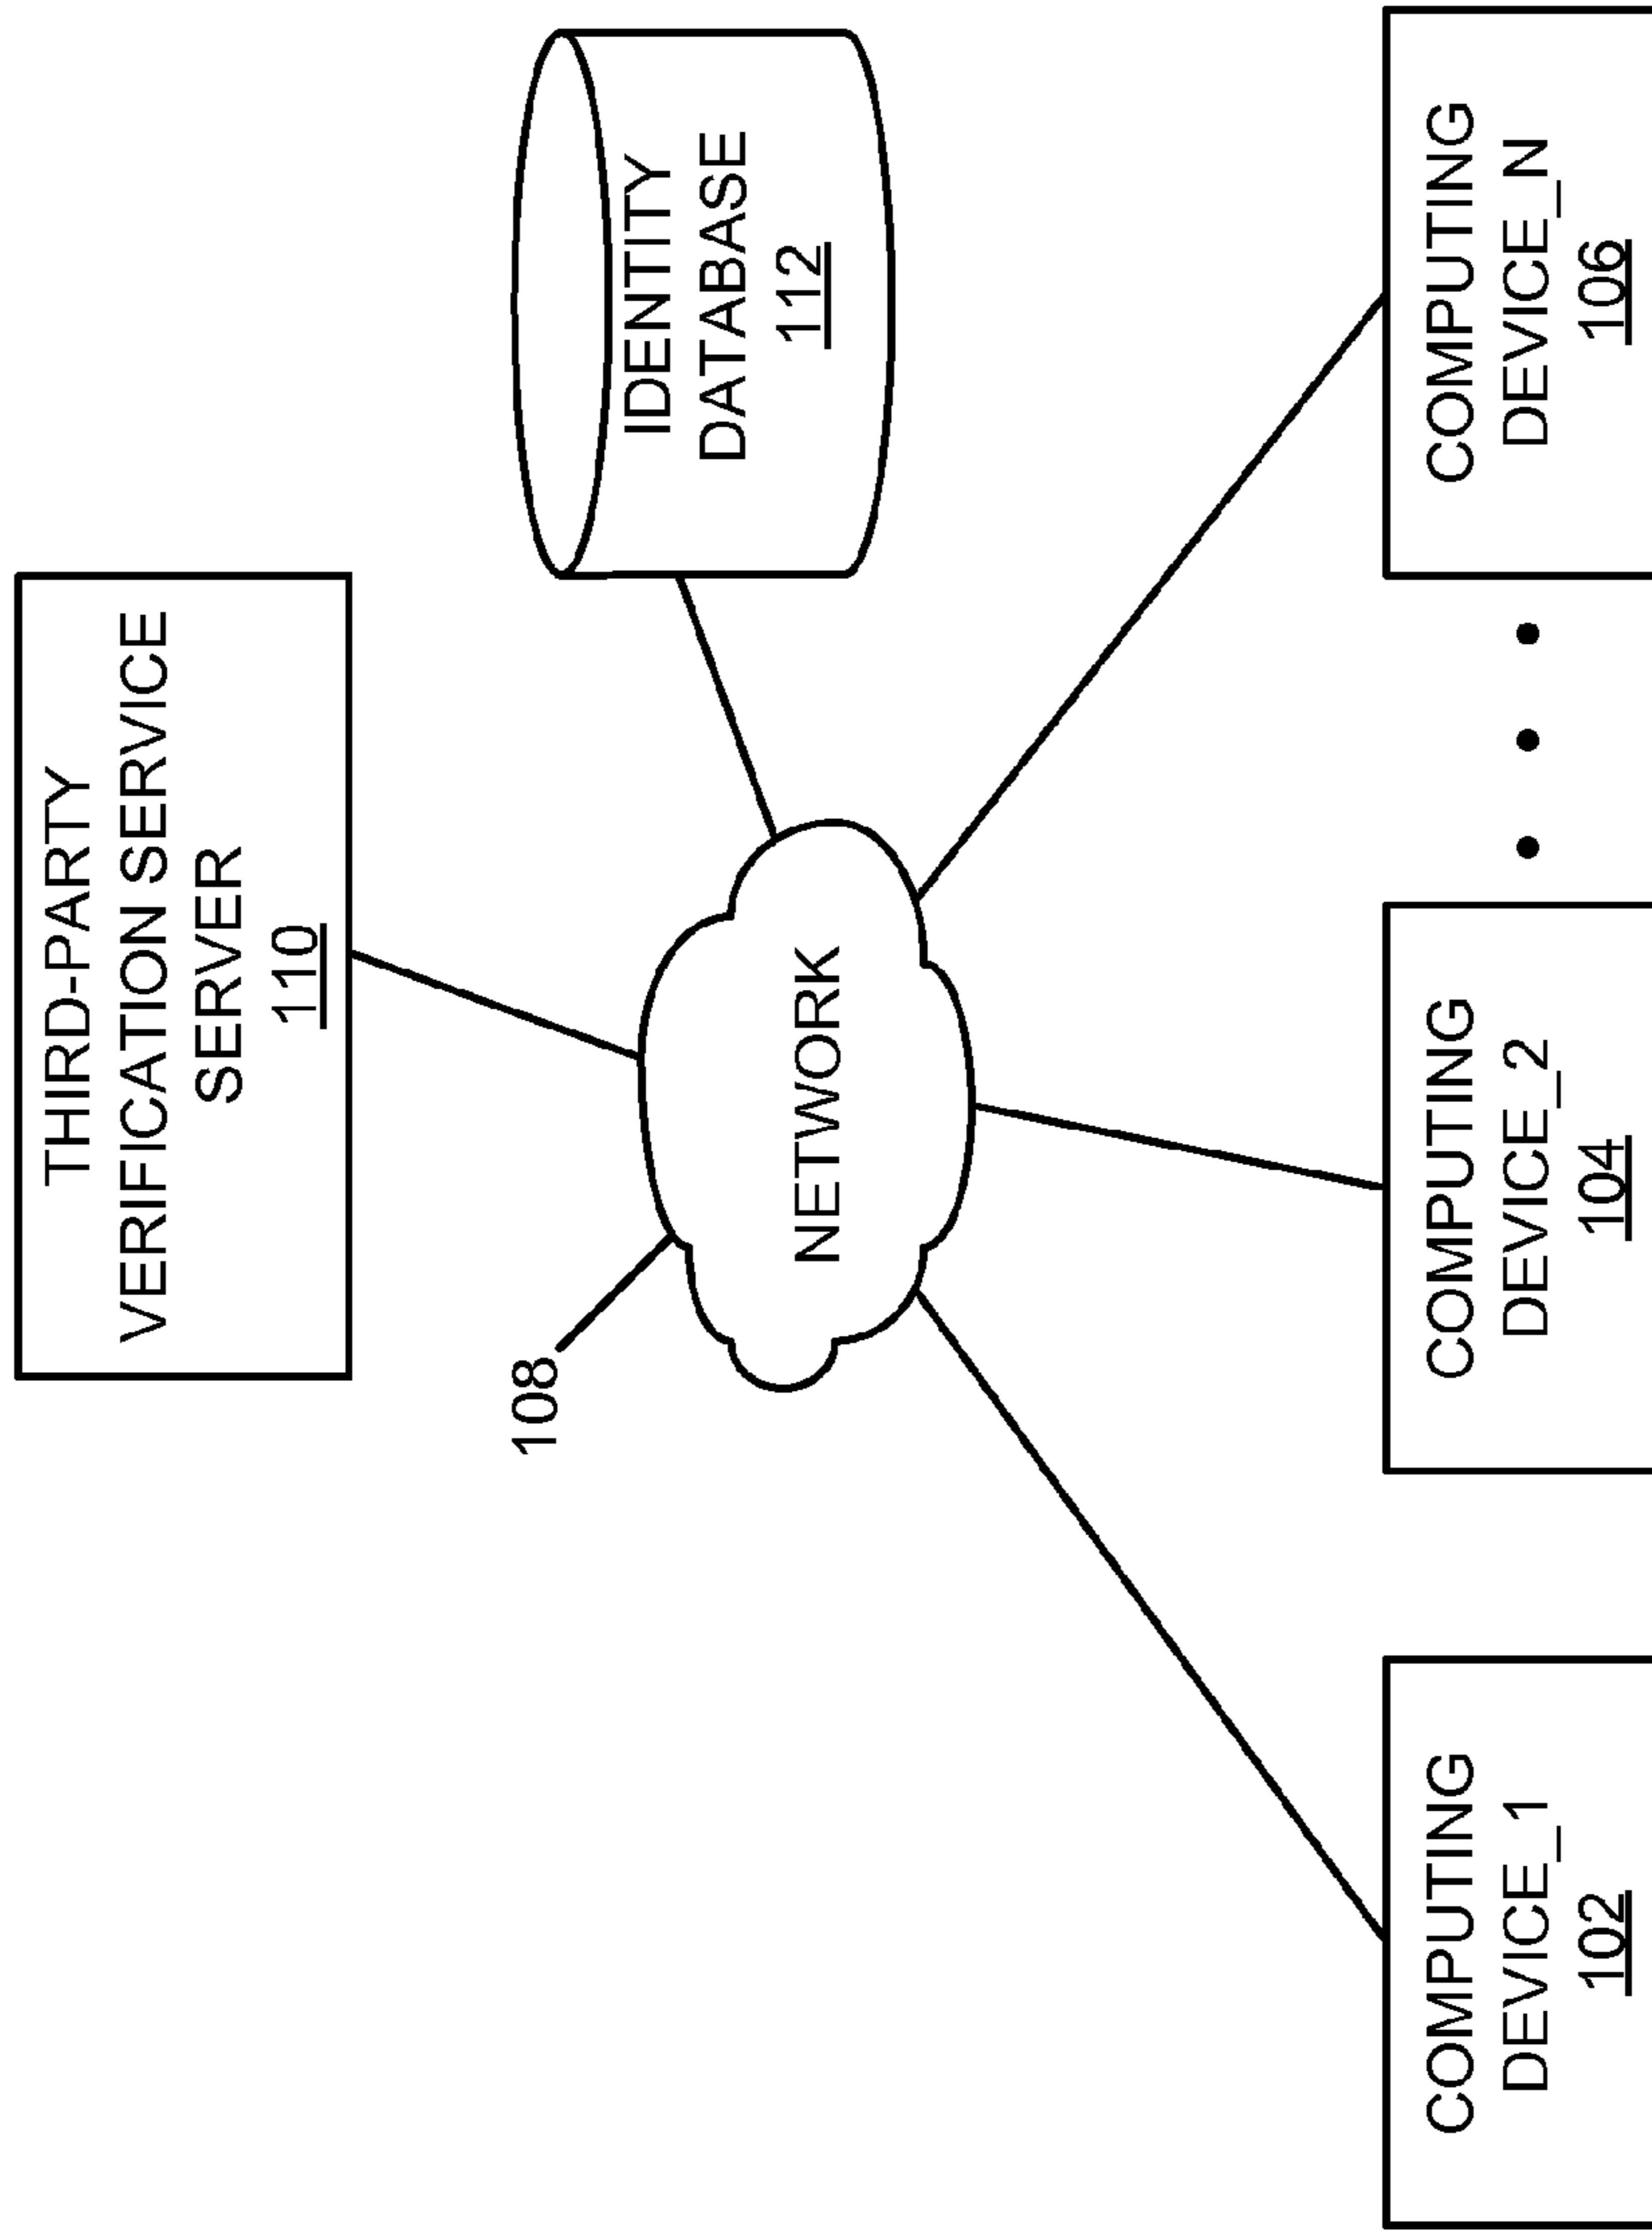 THIRD-PARTY
VERIFICATION SERVICE
SERVER
110
108
NETWORK
IDENTITY
DATABASE
112
COMPUTING
DEVICE_1
102
COMPUTING
DEVICE_2
104
COMPUTING
DEVICE_N
106